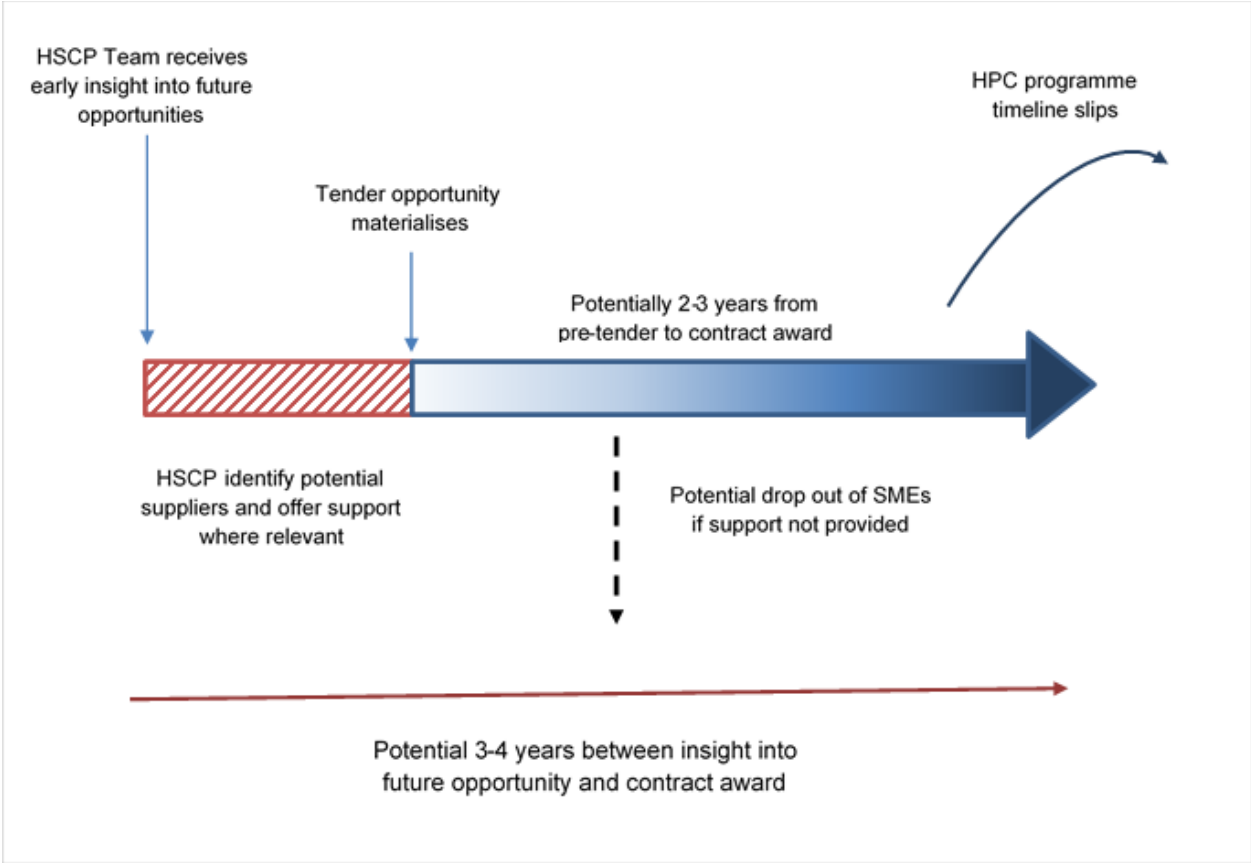 HSCP Team receives
early insight into future
opportunities
HPC programme
timeline slips
Tender opportunity
materialises
Potentially 2-3 years from
pre-tender to contract award
HSCP identify potential
suppliers and offer support
where relevant
Potential drop out of SMEs
if support not provided
Potential 3-4 years between insight into
future opportunity and contract award